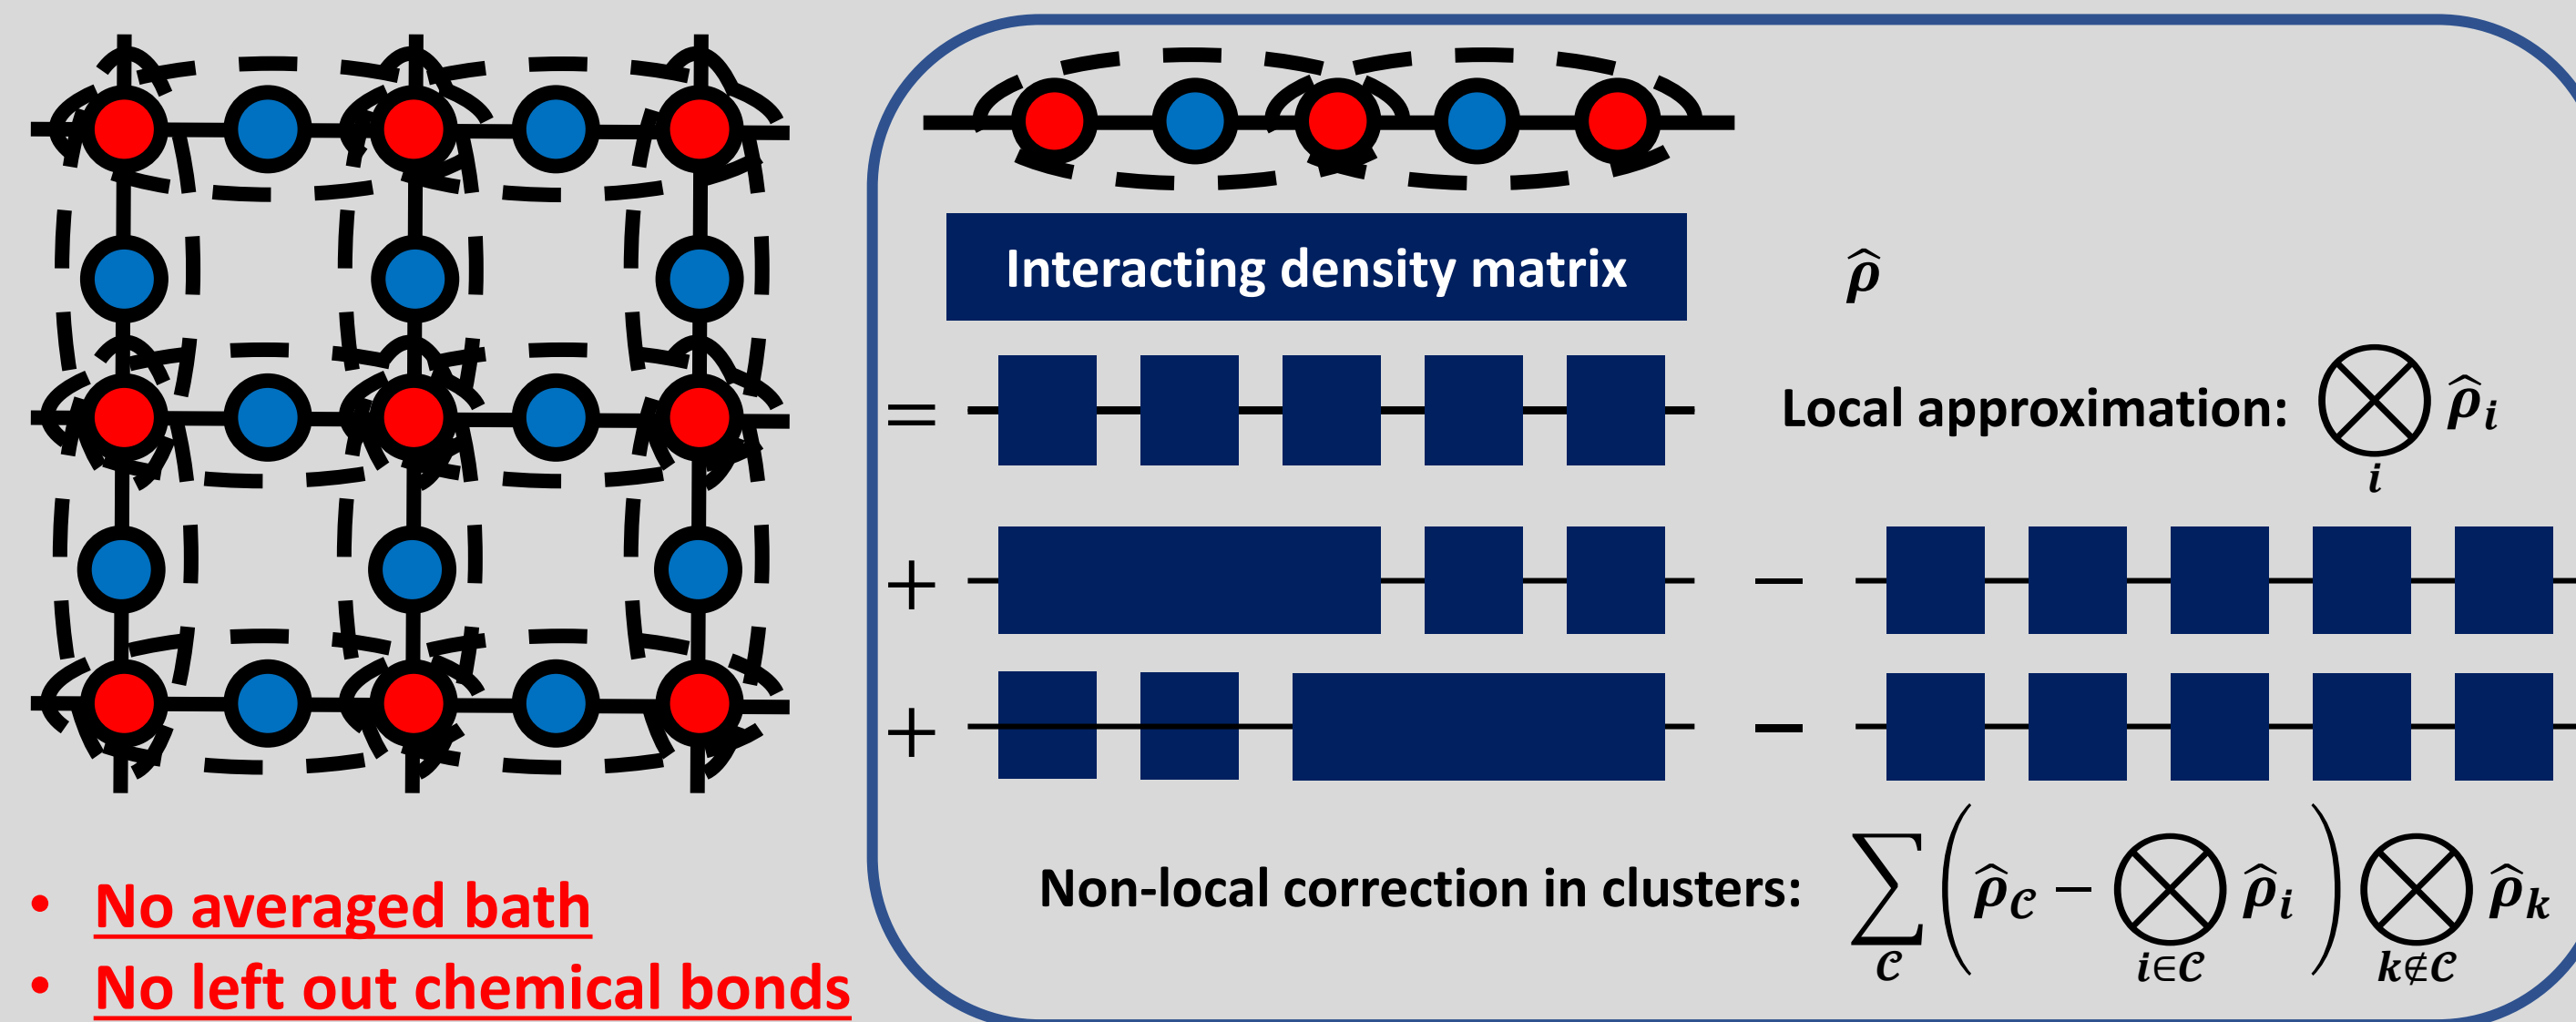 Interacting density matrix ρ̂
=
Local approximation: ⨂ᵢ ρ̂ᵢ
+ −
+ −
Non-local correction in clusters: ∑_𝒞 (ρ̂_𝒞 − ⨂_{i∈𝒞} ρ̂ᵢ) ⨂_{k∉𝒞} ρ̂ₖ
• No averaged bath
• No left out chemical bonds